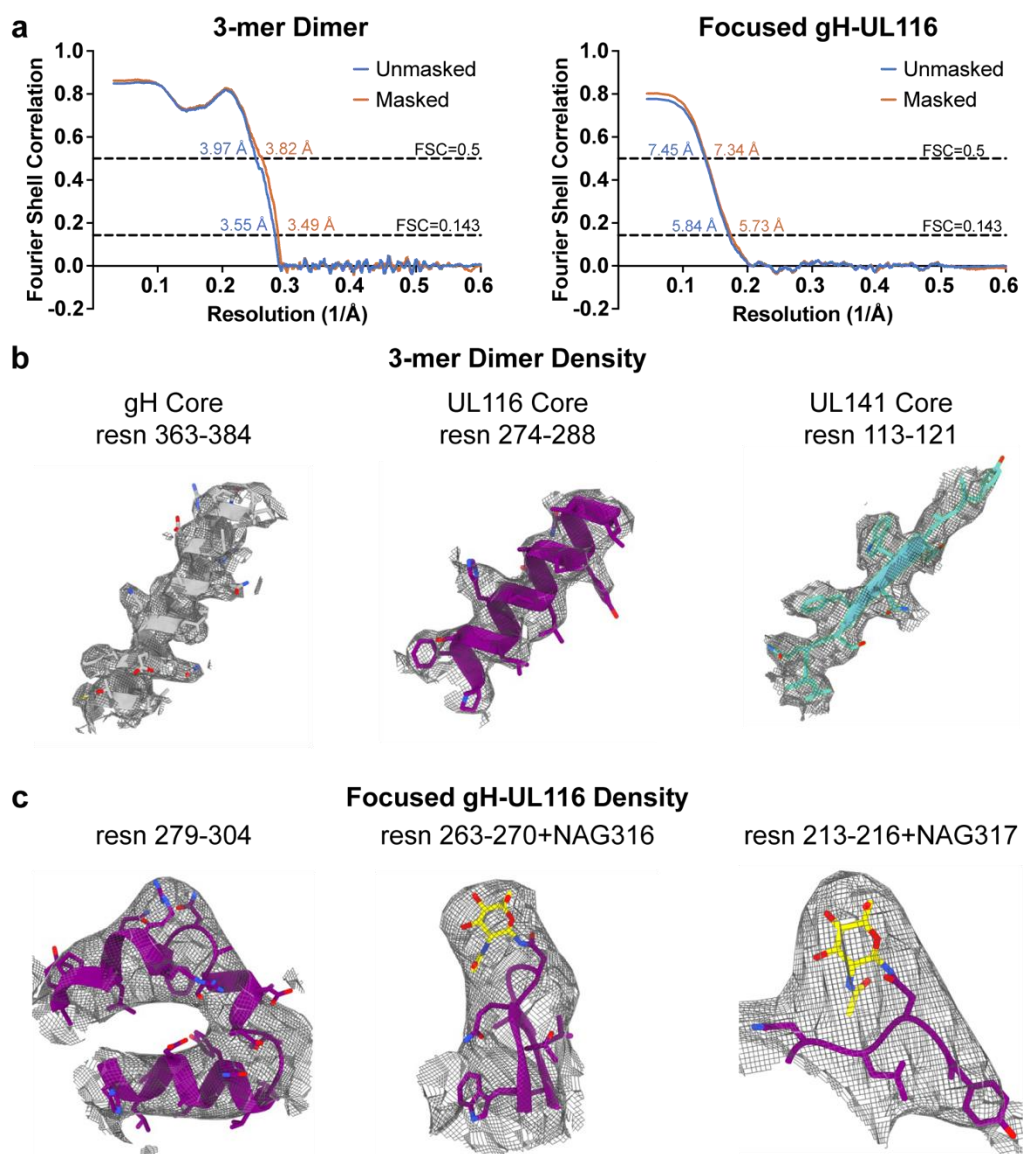 a
3-mer Dimer
1.0
0.8
0.6
0.4
0.2
0.0
-0.2
Fourier Shell Correlation
Unmasked
Masked
3.97 Å
3.82 Å
FSC=0.5
3.55 Å
3.49 Å
FSC=0.143
0.1 0.2 0.3 0.4 0.5 0.6
Resolution (1/Å)
Focused gH-UL116
1.0
0.8
0.6
0.4
0.2
0.0
-0.2
Fourier Shell Correlation
Unmasked
Masked
7.45 Å
7.34 Å
FSC=0.5
5.84 Å
5.73 Å
FSC=0.143
0.1 0.2 0.3 0.4 0.5 0.6
Resolution (1/Å)
b
3-mer Dimer Density
gH Core
resn 363-384
UL116 Core
resn 274-288
UL141 Core
resn 113-121
c
Focused gH-UL116 Density
resn 279-304
resn 263-270+NAG316
resn 213-216+NAG317